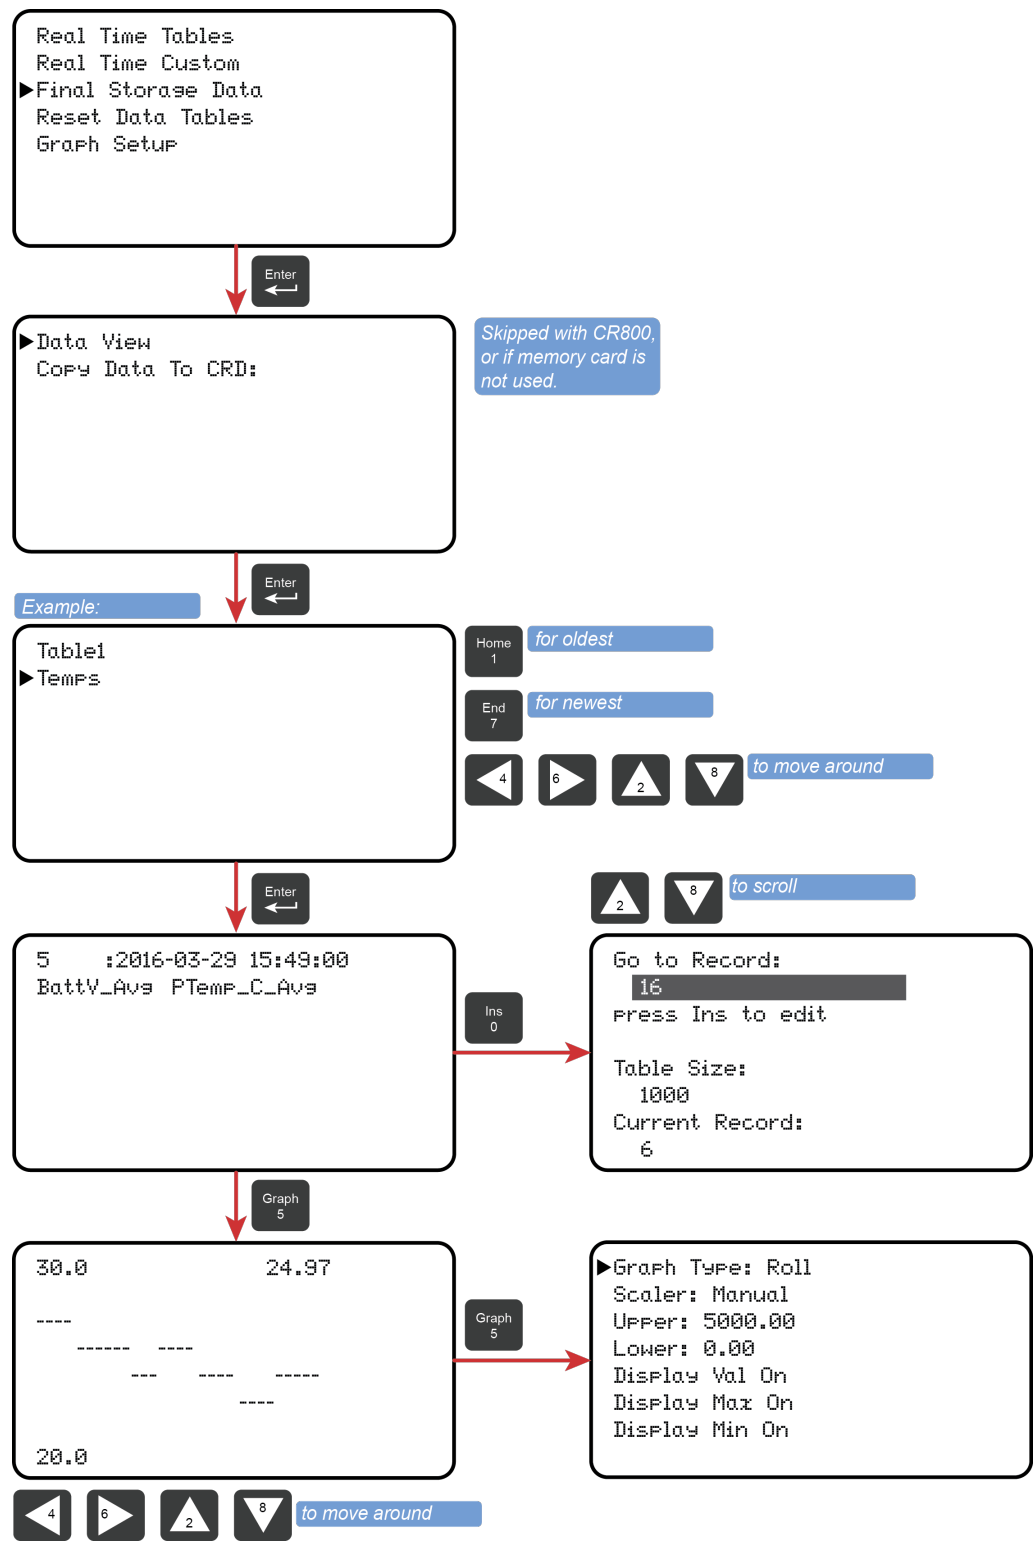 Real Time Tables
Real Time Custom
Final Storage Data
Reset Data Tables
Graph Setup
Enter
Data View
Copy Data To CRD:
Skipped with CR800,
or if memory card is
not used.
Enter
Example:
Table1
Temps
Home
1
for oldest
End
7
for newest
4
6
2
8
to move around
Enter
2
8
to scroll
5 :2016-03-29 15:49:00
BattV_Avg PTemp_C_Avg
Ins
0
Go to Record:
16
press Ins to edit
Table Size:
1000
Current Record:
6
Graph
5
30.0 24.97
20.0
Graph
5
Graph Type: Roll
Scaler: Manual
Upper: 5000.00
Lower: 0.00
Display Val On
Display Max On
Display Min On
4
6
2
8
to move around